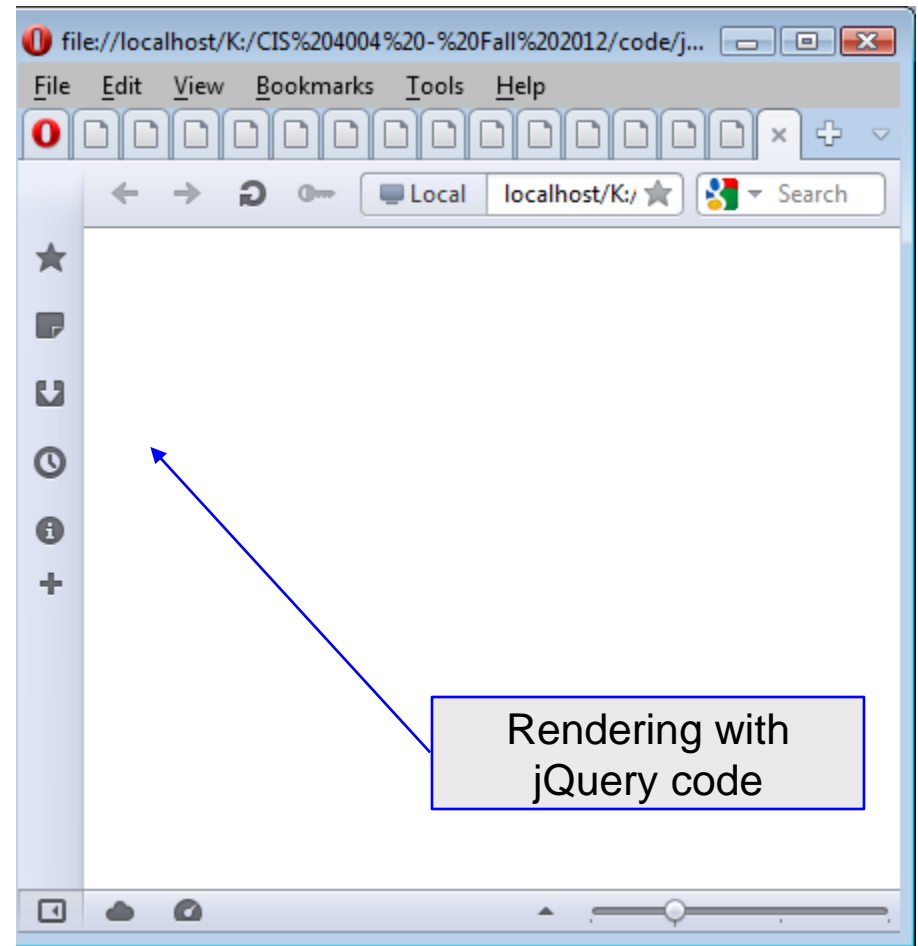 file://localhost/K:/CIS%204004%20-%20Fall%202012/code/j...
File Edit View Bookmarks Tools Help
Local localhost/K:/ Search
Rendering with
jQuery code